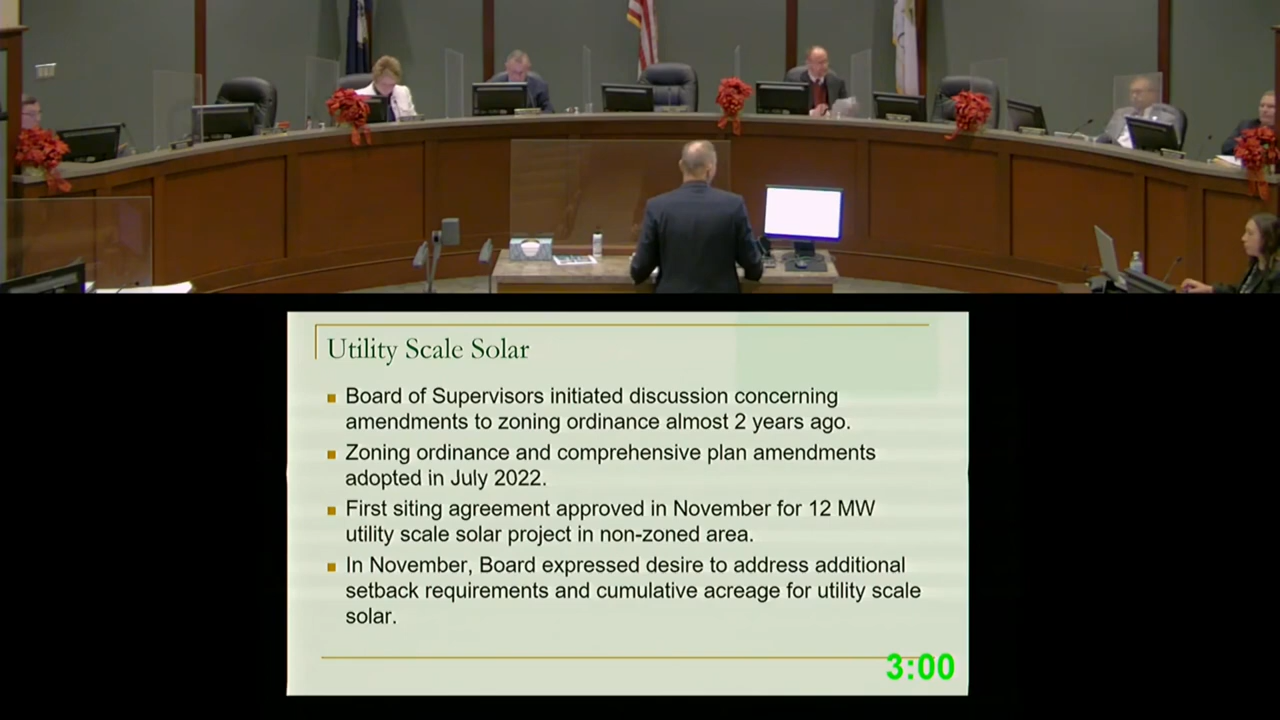 Utility Scale Solar
Board of Supervisors initiated discussion concerning
amendments to zoning ordinance almost 2 years ago.
Zoning ordinance and comprehensive plan amendments
adopted in July 2022.
First siting agreement approved in November for 12 MW
utility scale solar project in non-zoned area.
In November, Board expressed desire to address additional
setback requirements and cumulative acreage for utility scale
solar.
3:00